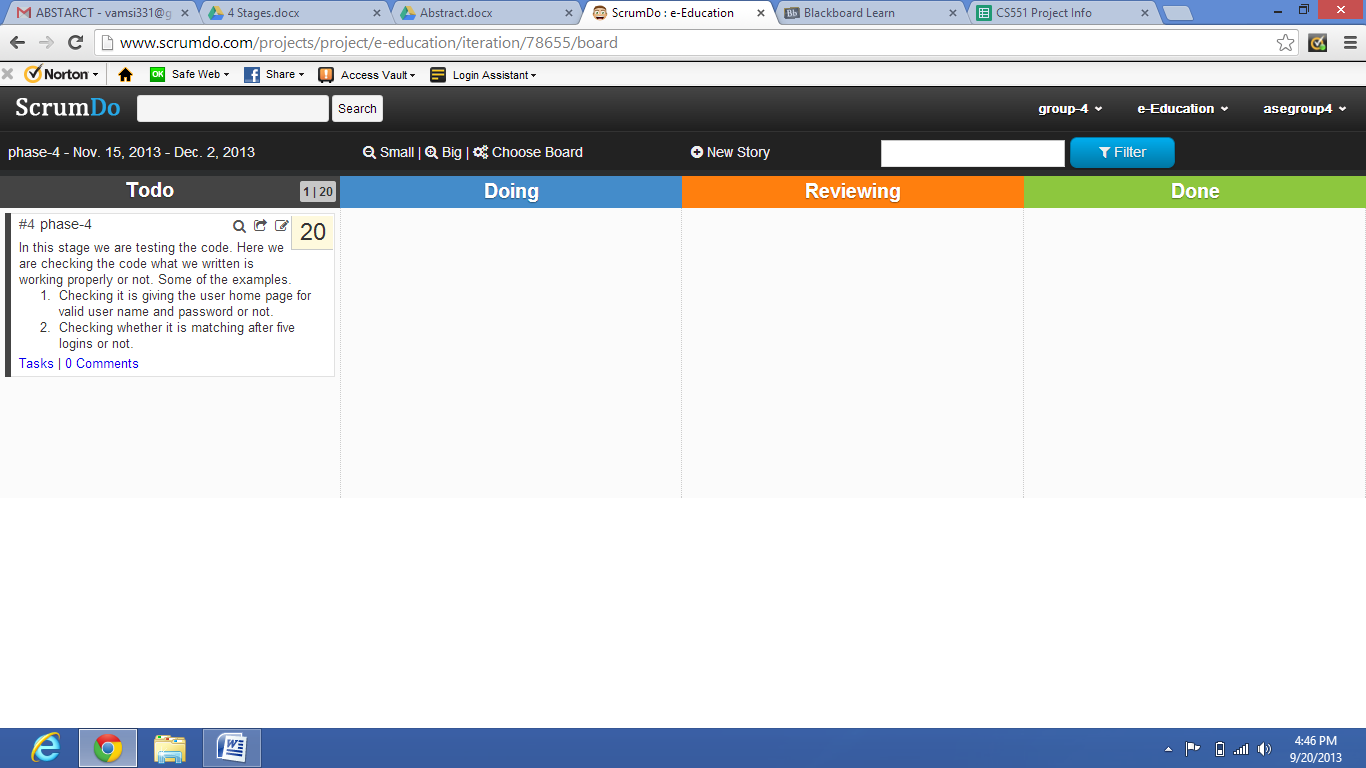 ABSTARCT - vamsi331@g
4 Stages.docx
Abstract.docx
ScrumDo : e-Education
Blackboard Learn
CS551 Project Info
www.scrumdo.com/projects/project/e-education/iteration/78655/board
Norton
OK Safe Web
Share
Access Vault
Login Assistant
ScrumDo
Search
group-4
e-Education
asegroup4
phase-4 - Nov. 15, 2013 - Dec. 2, 2013
Small | Big | Choose Board
New Story
Filter
Todo
1 | 20
Doing
Reviewing
Done
#4 phase-4
20
In this stage we are testing the code. Here we
are checking the code what we written is
working properly or not. Some of the examples.
1. Checking it is giving the user home page for
valid user name and password or not.
2. Checking whether it is matching after five
logins or not.
Tasks | 0 Comments
4:46 PM
9/20/2013